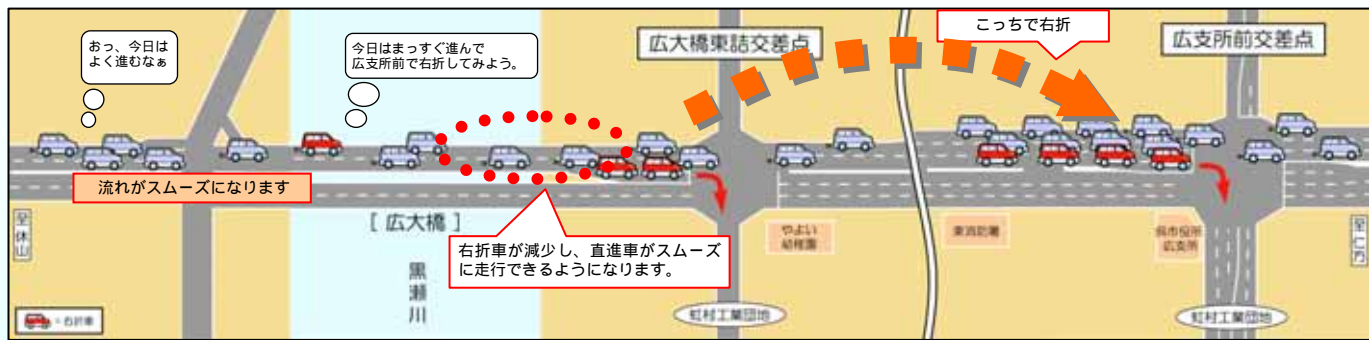 おっ、今日は
よく進むなぁ
今日はまっすぐ進んで
広支所前で右折してみよう。
広大橋東詰交差点
こっちで右折
広支所前交差点
流れがスムーズになります
至休山
[ 広大橋 ]
黒瀬川
右折車が減少し、直進車がスムーズ
に走行できるようになります。
やよい
幼稚園
東消防署
呉市役所
広支所
至仁方
=右折車
虹村工業団地
虹村工業団地